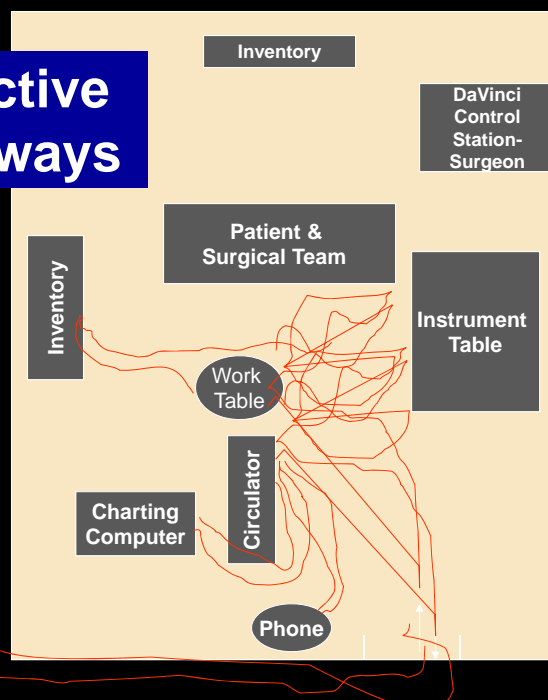 Inventory
ctive
ways
DaVinci
Control
Station-
Surgeon
Patient &
Surgical Team
Inventory
Instrument
Table
Work
Table
Circulator
Charting
Computer
Phone